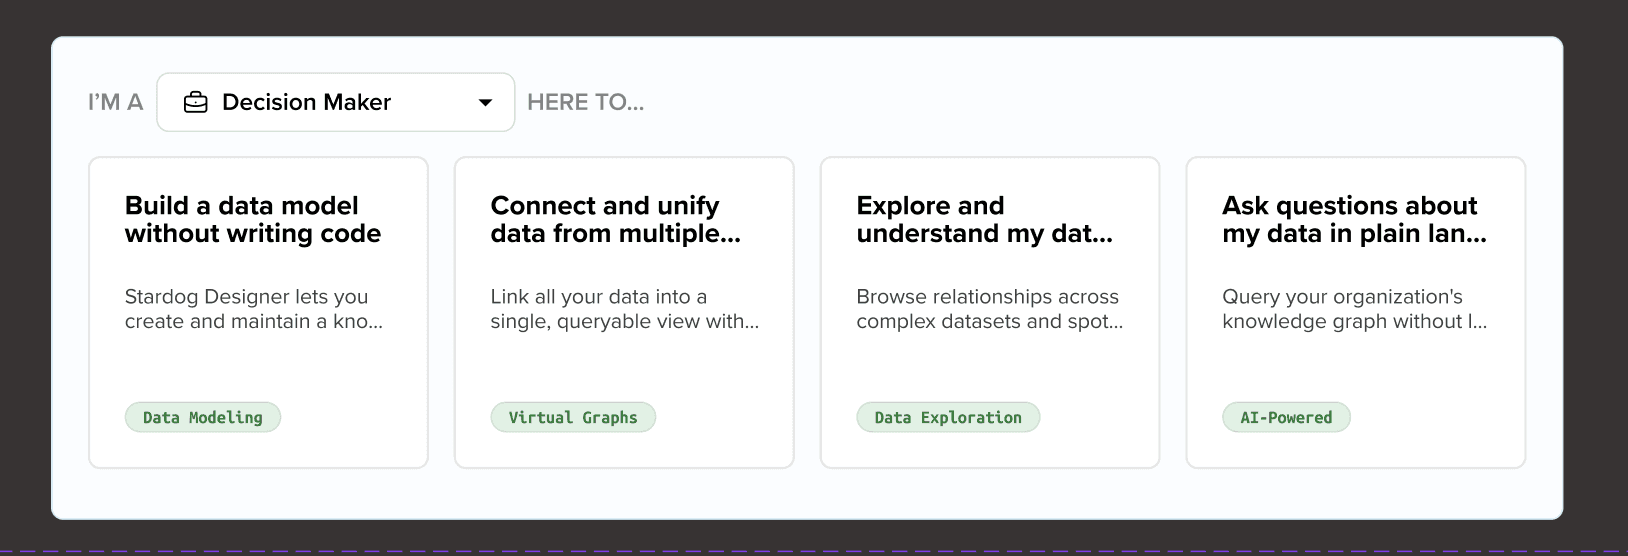 I'M A Decision Maker HERE TO...
Build a data model
without writing code
Stardog Designer lets you
create and maintain a kno...
Data Modeling
Connect and unify
data from multiple...
Link all your data into a
single, queryable view with...
Virtual Graphs
Explore and
understand my dat...
Browse relationships across
complex datasets and spot...
Data Exploration
Ask questions about
my data in plain lan...
Query your organization's
knowledge graph without l...
AI-Powered